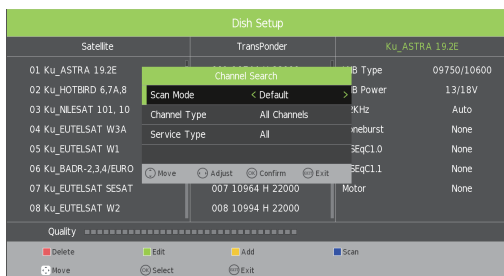 Dish Setup
Satellite TransPonder Ku_ASTRA 19.2E
01 Ku_ASTRA 19.2E Type 09750/10600
Channel Search
02 Ku_HOTBIRD 6,7A,8 Power 13/18V
Scan Mode < Default >
03 Ku_NILESAT 101, 10 Auto
Channel Type All Channels
04 Ku_EUTELSAT W3A None
Service Type All
05 Ku_EUTELSAT W1 None
06 Ku_BADR-2,3,4/EURO None
Move Adjust OK Confirm Exit
07 Ku_EUTELSAT SESAT 007 10964 H 22000 Motor None
08 Ku_EUTELSAT W2 008 10994 H 22000
Quality
Delete Edit Add Scan
Move OK Select Exit